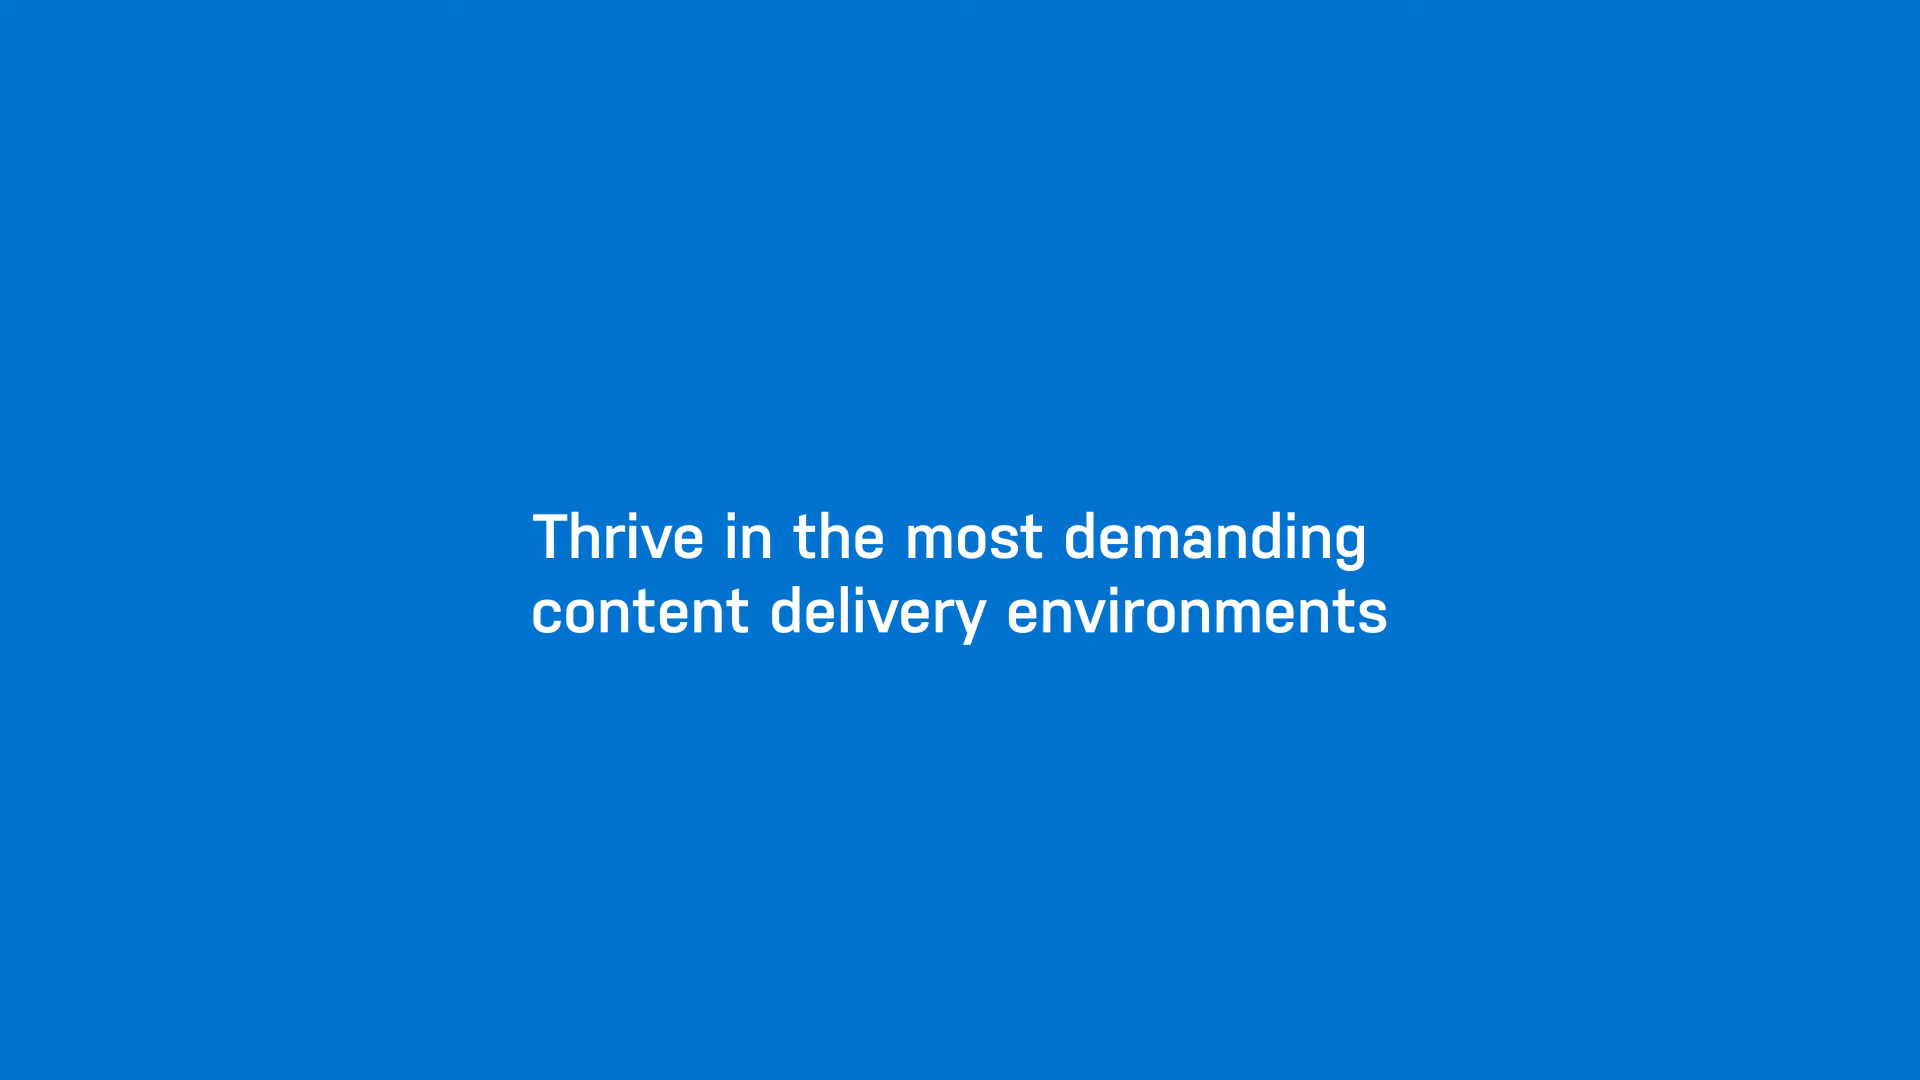 Thrive in the most demanding
content delivery environments